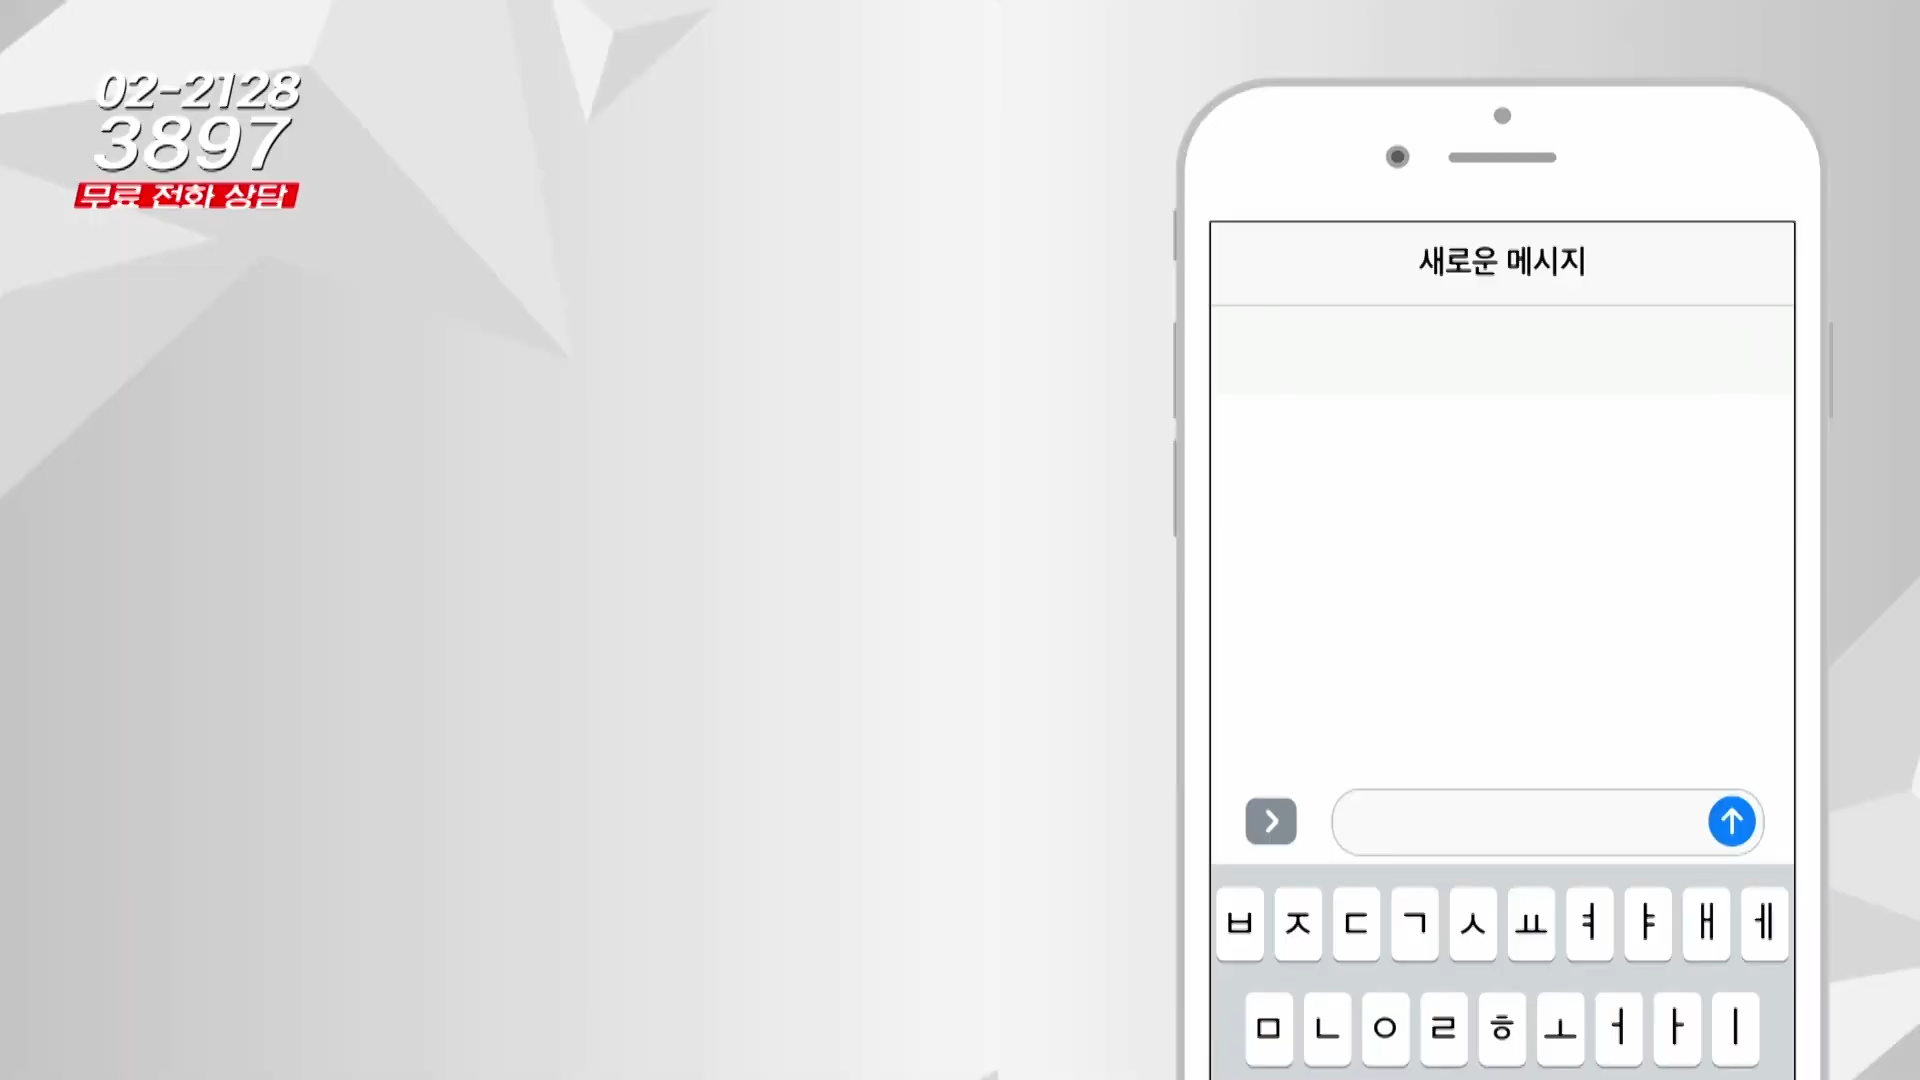 02-2128
3897
무료 전화 상담
새로운 메시지
ㅂ ㅈ ㄷ ㄱ ㅅ ㅛ ㅕ ㅑ ㅐ ㅔ
ㅁ ㄴ ㅇ ㄹ ㅎ ㅗ ㅓ ㅏ ㅣ